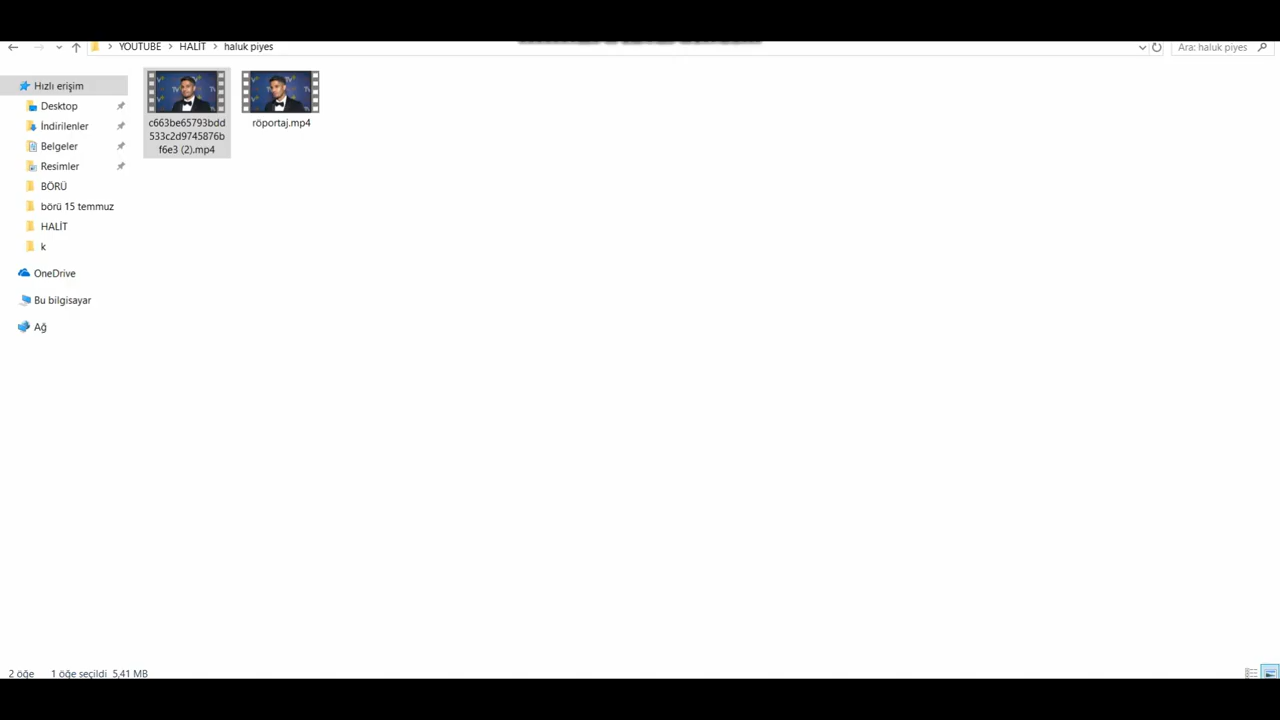 YOUTUBE > HALİT > haluk piyes
Ara: haluk piyes
Hızlı erişim
Desktop
İndirilenler
Belgeler
Resimler
BÖRÜ
börü 15 temmuz
HALİT
k
OneDrive
Bu bilgisayar
Ağ
c663be65793bdd
533c2d9745876b
f6e3 (2).mp4
röportaj.mp4
2 öğe 1 öğe seçildi 5,41 MB